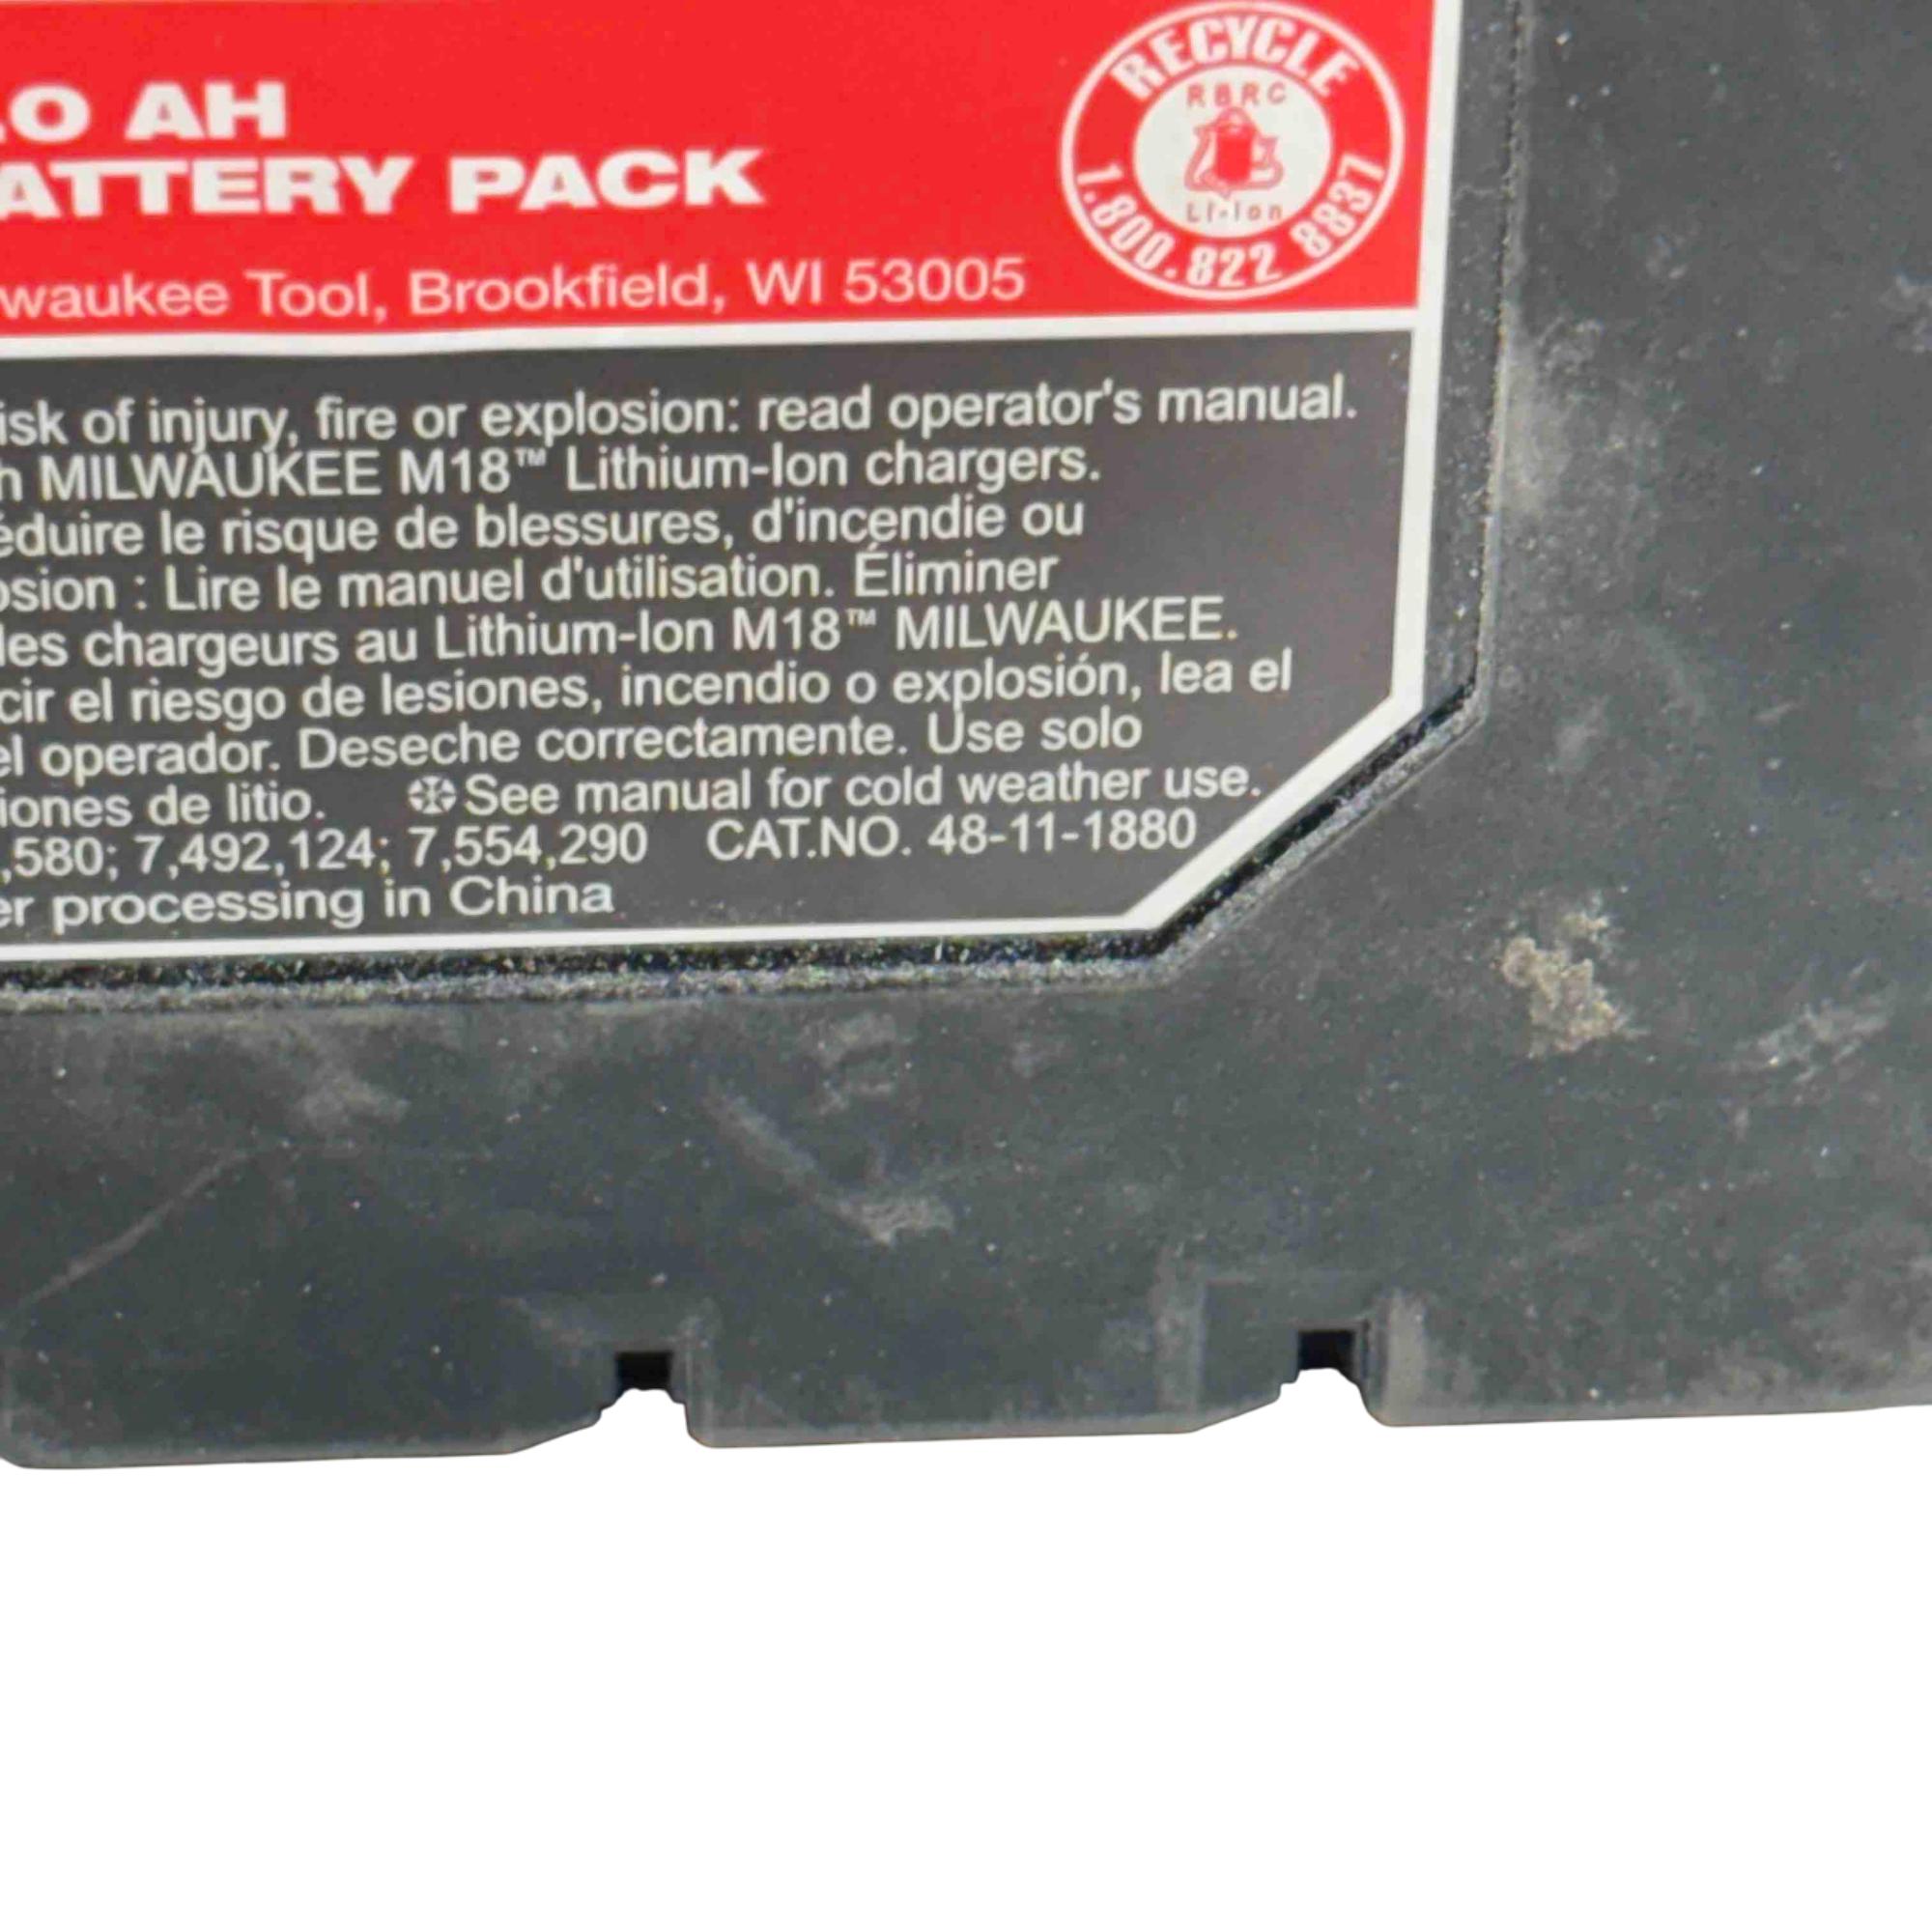 .0 AH
ATTERY PACK
waukee Tool, Brookfield, WI 53005
RECYCLE
RBRC
Li-Ion
1.800.822 8837
isk of injury, fire or explosion: read operator's manual.
h MILWAUKEE M18™ Lithium-Ion chargers.
éduire le risque de blessures, d'incendie ou
osion : Lire le manuel d'utilisation. Éliminer
les chargeurs au Lithium-Ion M18™ MILWAUKEE.
cir el riesgo de lesiones, incendio o explosión, lea el
el operador. Deseche correctamente. Use solo
iones de litio. See manual for cold weather use.
,580; 7,492,124; 7,554,290 CAT.NO. 48-11-1880
er processing in China